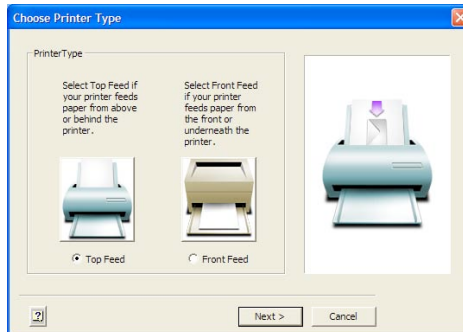 Choose Printer Type
PrinterType
Select Top Feed if
your printer feeds
paper from above
or behind the
printer.
Select Front Feed
if your printer
feeds paper from
the front or
underneath the
printer.
Top Feed
Front Feed
?
Next >
Cancel